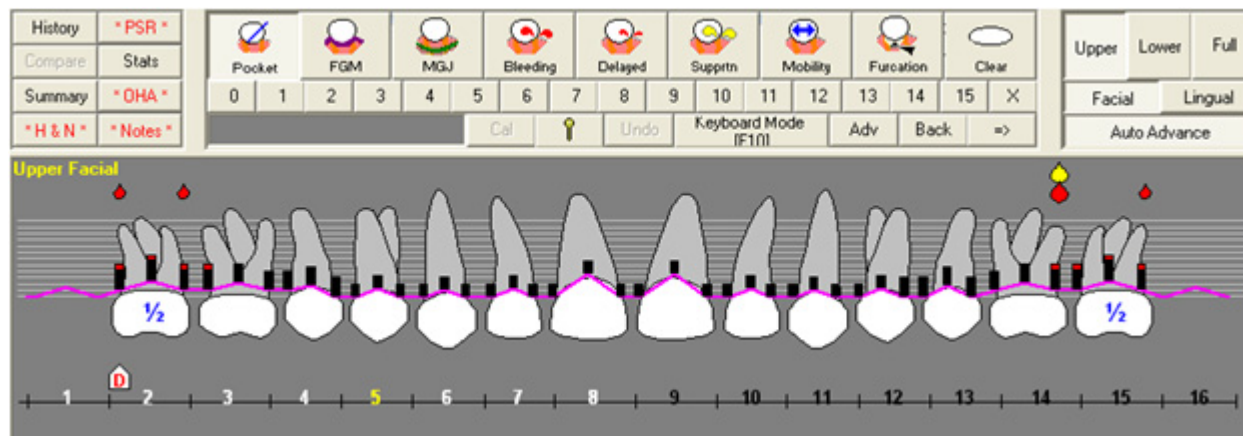 History * PSR *
Compare Stats
Summary * OHA *
* H & N * * Notes *
Pocket FGM MGJ Bleeding Delayed Supprtn Mobility Furcation Clear
0 1 2 3 4 5 6 7 8 9 10 11 12 13 14 15 X
Cal Undo Keyboard Mode [F10] Adv Back =>
Upper Lower Full
Facial Lingual
Auto Advance
Upper Facial
½ ½
D
1 2 3 4 5 6 7 8 9 10 11 12 13 14 15 16